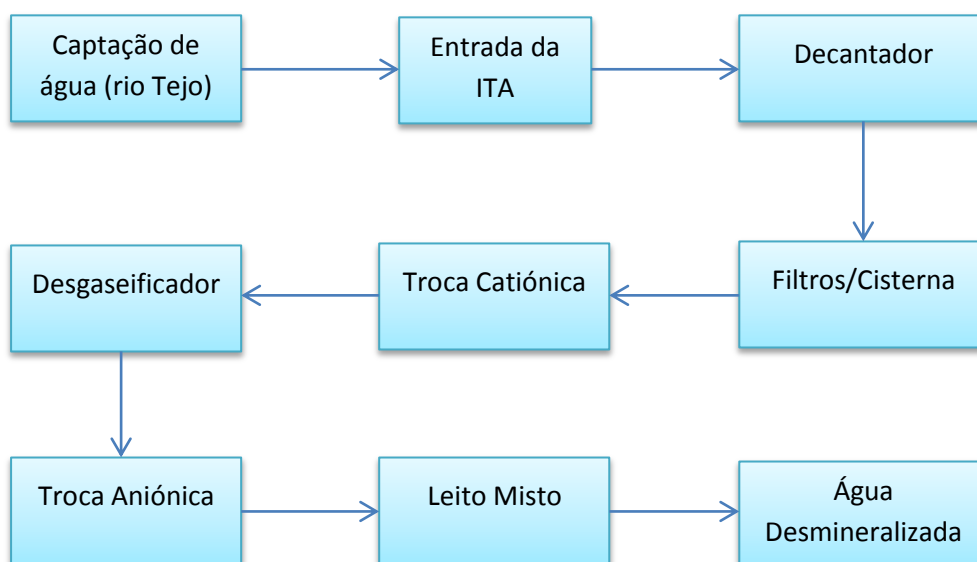 Captação de
água (rio Tejo)
Entrada da
ITA
Decantador
Desgaseificador
Troca Catiónica
Filtros/Cisterna
Troca Aniónica
Leito Misto
Água
Desmineralizada